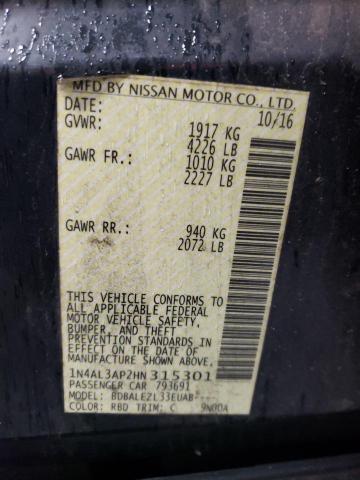 MFD BY NISSAN MOTOR CO., LTD.
DATE: 10/16
GVWR: 1917 KG
4226 LB
GAWR FR.: 1010 KG
2227 LB
GAWR RR.: 940 KG
2072 LB
THIS VEHICLE CONFORMS TO
ALL APPLICABLE FEDERAL
MOTOR VEHICLE SAFETY,
BUMPER, AND THEFT
PREVENTION STANDARDS IN
EFFECT ON THE DATE OF
MANUFACTURE SHOWN ABOVE.
1N4AL3AP2HN315301
PASSENGER CAR 793691
MODEL: BDBALEZL33EUAB----
COLOR: RBD TRIM: C 9N00A